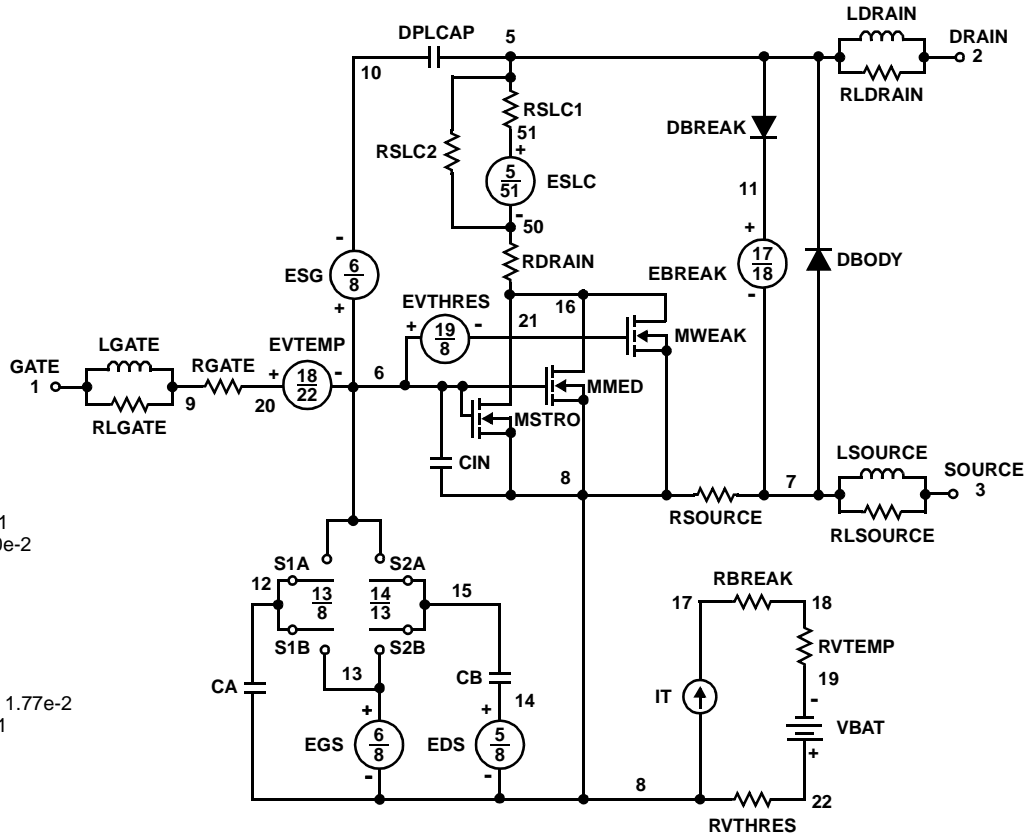 LDRAIN
DPLCAP
5
DRAIN
2
10
RLDRAIN
RSLC1
51
+
RSLC2
DBREAK
5
51
ESLC
-
50
11
-
+
6
8
ESG
+
RDRAIN
17
18
EBREAK
-
DBODY
EVTHRES
16
+
19
8
-
21
MWEAK
LGATE
EVTEMP
GATE
1
RGATE
+
18
22
-
6
9
20
RLGATE
MMED
MSTRO
CIN
8
7
LSOURCE
SOURCE
3
RSOURCE
RLSOURCE
1
0e-2
S1A
S2A
12
13
8
14
13
15
S1B
S2B
13
RBREAK
17
18
RVTEMP
19
CA
CB
14
1.77e-2
1
IT
-
VBAT
+
+
EGS
6
8
-
+
EDS
5
8
-
8
22
RVTHRES